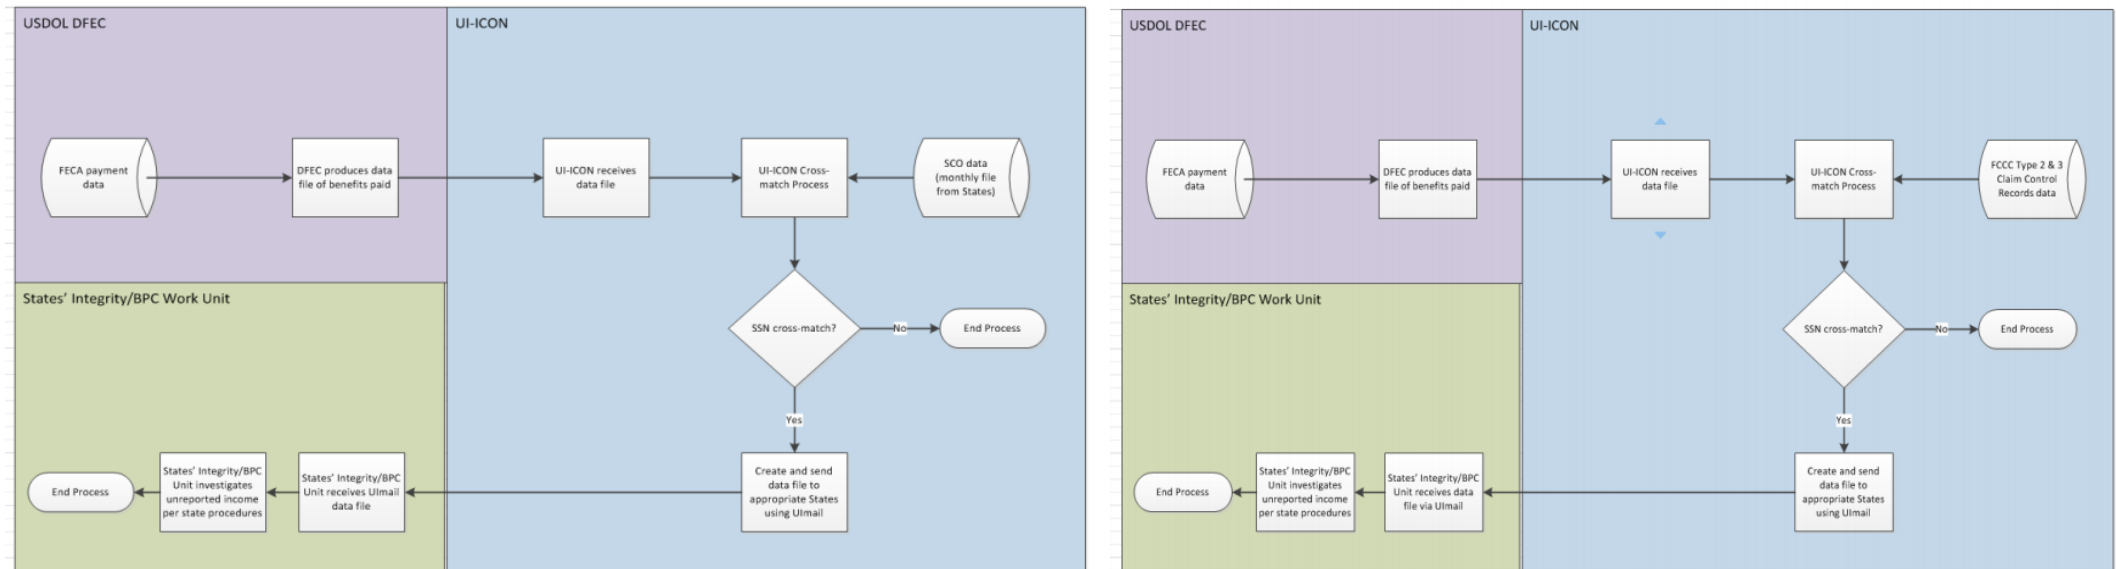 USDOL DFEC
UI-ICON
FECA payment
data
DFEC produces data
file of benefits paid
UI-ICON receives
data file
UI-ICON Cross-
match Process
SCO data
(monthly file
from States)
SSN cross-match?
No
End Process
Yes
States' Integrity/BPC Work Unit
End Process
States' Integrity/BPC
Unit investigates
unreported income
per state procedures
States' Integrity/BPC
Unit receives UImail
data file
Create and send
data file to
appropriate States
using UImail
USDOL DFEC
UI-ICON
FECA payment
data
DFEC produces data
file of benefits paid
UI-ICON receives
data file
UI-ICON Cross-
match Process
FCCC Type 2 & 3
Claim Control
Records data
SSN cross-match?
No
End Process
Yes
States' Integrity/BPC Work Unit
End Process
States' Integrity/BPC
Unit investigates
unreported income
per state procedures
States' Integrity/BPC
Unit receives data
file via UImail
Create and send
data file to
appropriate States
using UImail